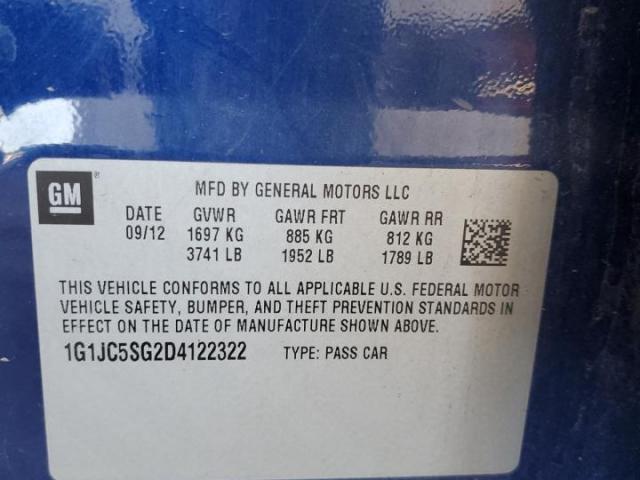 GM
MFD BY GENERAL MOTORS LLC
DATE GVWR GAWR FRT GAWR RR
09/12 1697 KG 885 KG 812 KG
3741 LB 1952 LB 1789 LB
THIS VEHICLE CONFORMS TO ALL APPLICABLE U.S. FEDERAL MOTOR
VEHICLE SAFETY, BUMPER, AND THEFT PREVENTION STANDARDS IN
EFFECT ON THE DATE OF MANUFACTURE SHOWN ABOVE.
1G1JC5SG2D4122322 TYPE: PASS CAR